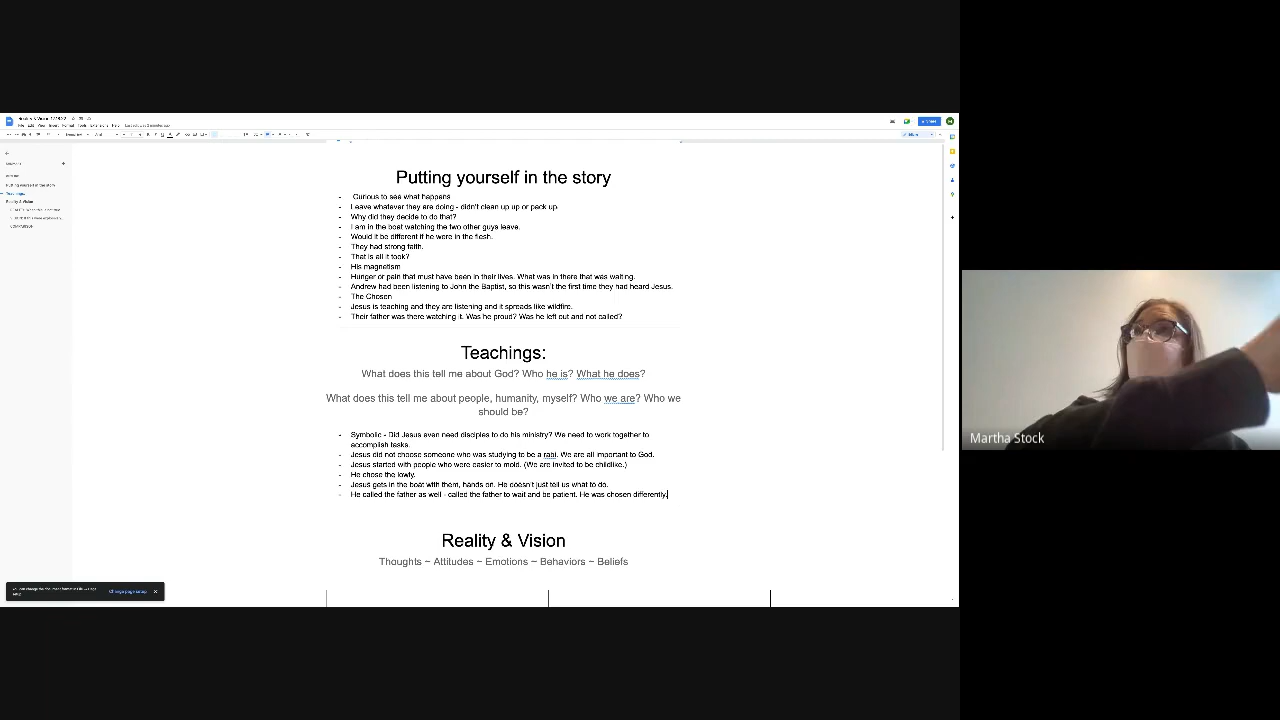 Share
Putting yourself in the story
Teachings:
Reality & Vision
Putting yourself in the story
- Curious to see what happens
- Leave whatever they are doing - didn't clean up up or pack up.
- Why did they decide to do that?
- I am in the boat watching the two other guys leave.
- Would it be different if he were in the flesh.
- They had strong faith.
- That is all it took?
- His magnetism
- Hunger or pain that must have been in their lives. What was in there that was waiting.
- Andrew had been listening to John the Baptist, so this wasn't the first time they had heard Jesus.
- The Chosen
- Jesus is teaching and they are listening and it spreads like wildfire.
- Their father was there watching it. Was he proud? Was he left out and not called?
Teachings:
What does this tell me about God? Who he is? What he does?
What does this tell me about people, humanity, myself? Who we are? Who we
should be?
- Symbolic - Did Jesus even need disciples to do his ministry? We need to work together to
accomplish tasks.
- Jesus did not choose someone who was studying to be a rabi. We are all important to God.
- Jesus started with people who were easier to mold. (We are invited to be childlike.)
- He chose the lowly.
- Jesus gets in the boat with them, hands on. He doesn't just tell us what to do.
- He called the father as well - called the father to wait and be patient. He was chosen differently.
Reality & Vision
Thoughts ~ Attitudes ~ Emotions ~ Behaviors ~ Beliefs
Change page setup
Martha Stock